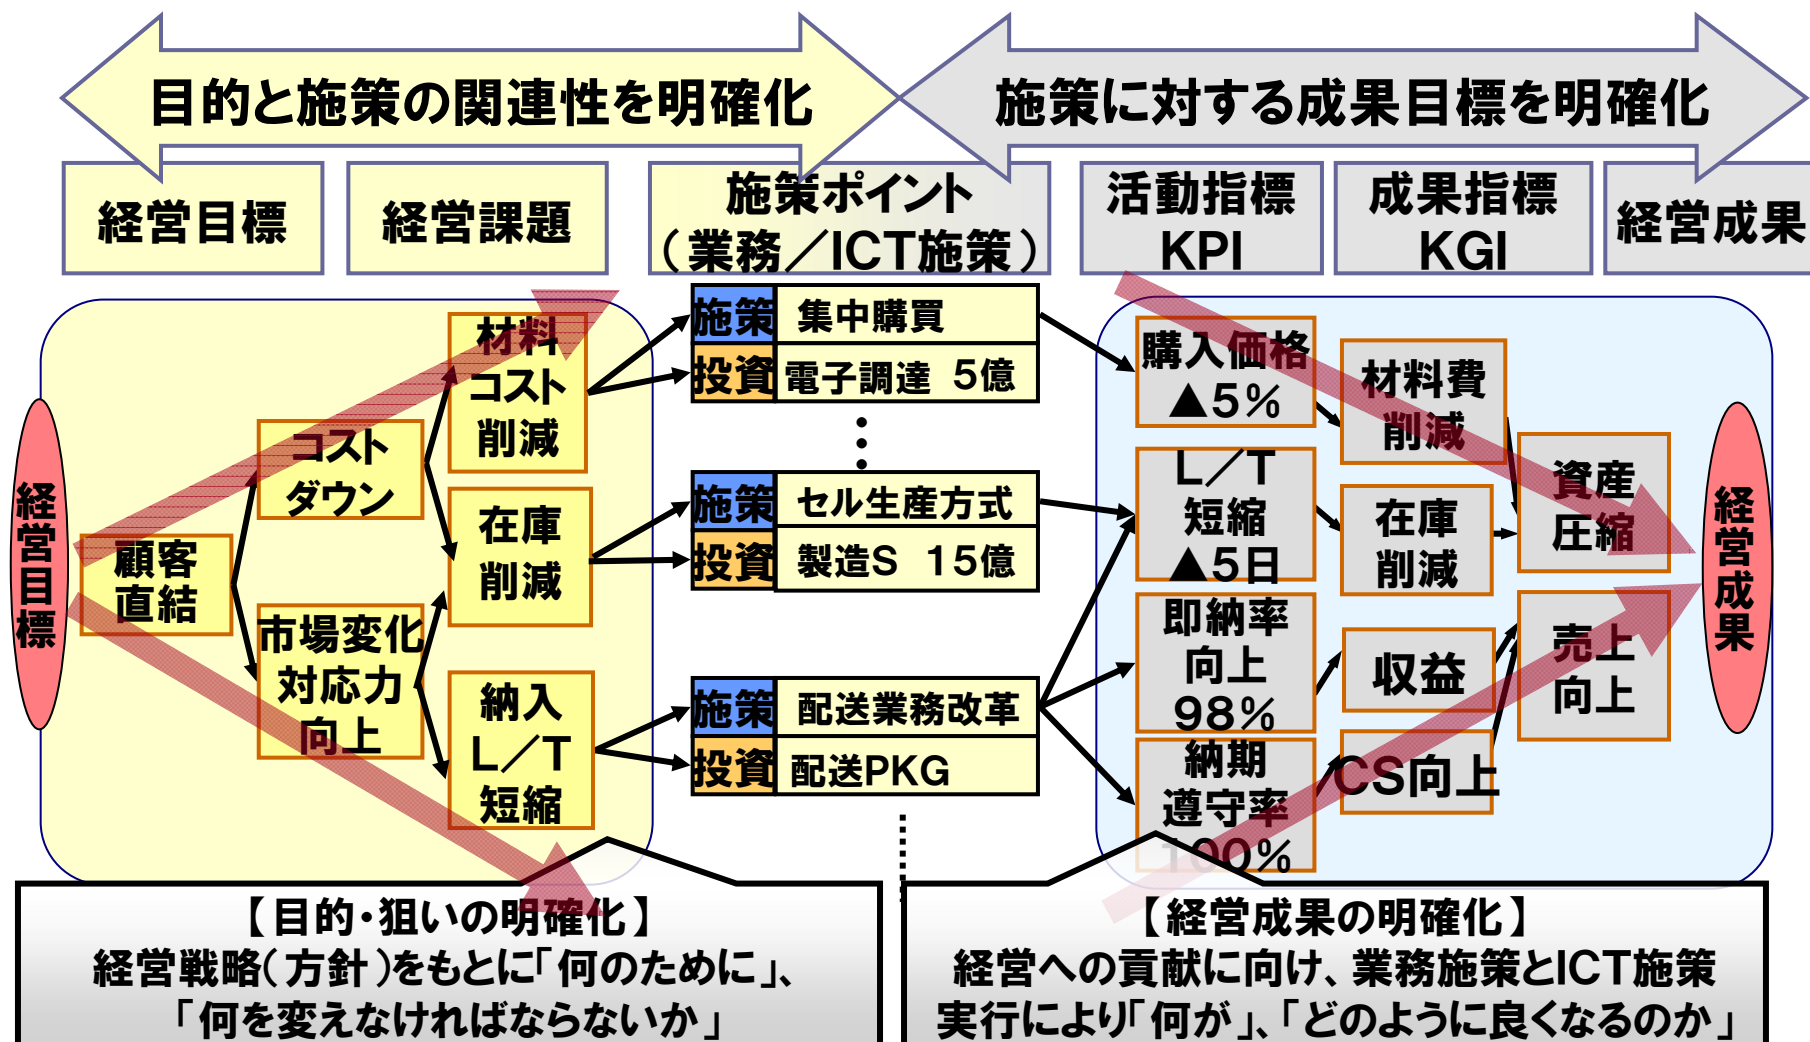 目的と施策の関連性を明確化
施策に対する成果目標を明確化
経営目標
経営課題
施策ポイント
（業務／ICT施策）
活動指標
KPI
成果指標
KGI
経営成果
経営目標
顧客
直結
コスト
ダウン
市場変化
対応力
向上
材料
コスト
削減
在庫
削減
納入
L／T
短縮
施策 集中購買
投資 電子調達 5億
施策 セル生産方式
投資 製造S 15億
施策 配送業務改革
投資 配送PKG
購入価格
▲5％
L／T
短縮
▲5日
即納率
向上
98％
納期
遵守率
100％
材料費
削減
在庫
削減
収益
CS向上
資産
圧縮
売上
向上
経営成果
【目的・狙いの明確化】
経営戦略（方針）をもとに「何のために」、
「何を変えなければならないか」
【経営成果の明確化】
経営への貢献に向け、業務施策とICT施策
実行により「何が」、「どのように良くなるのか」